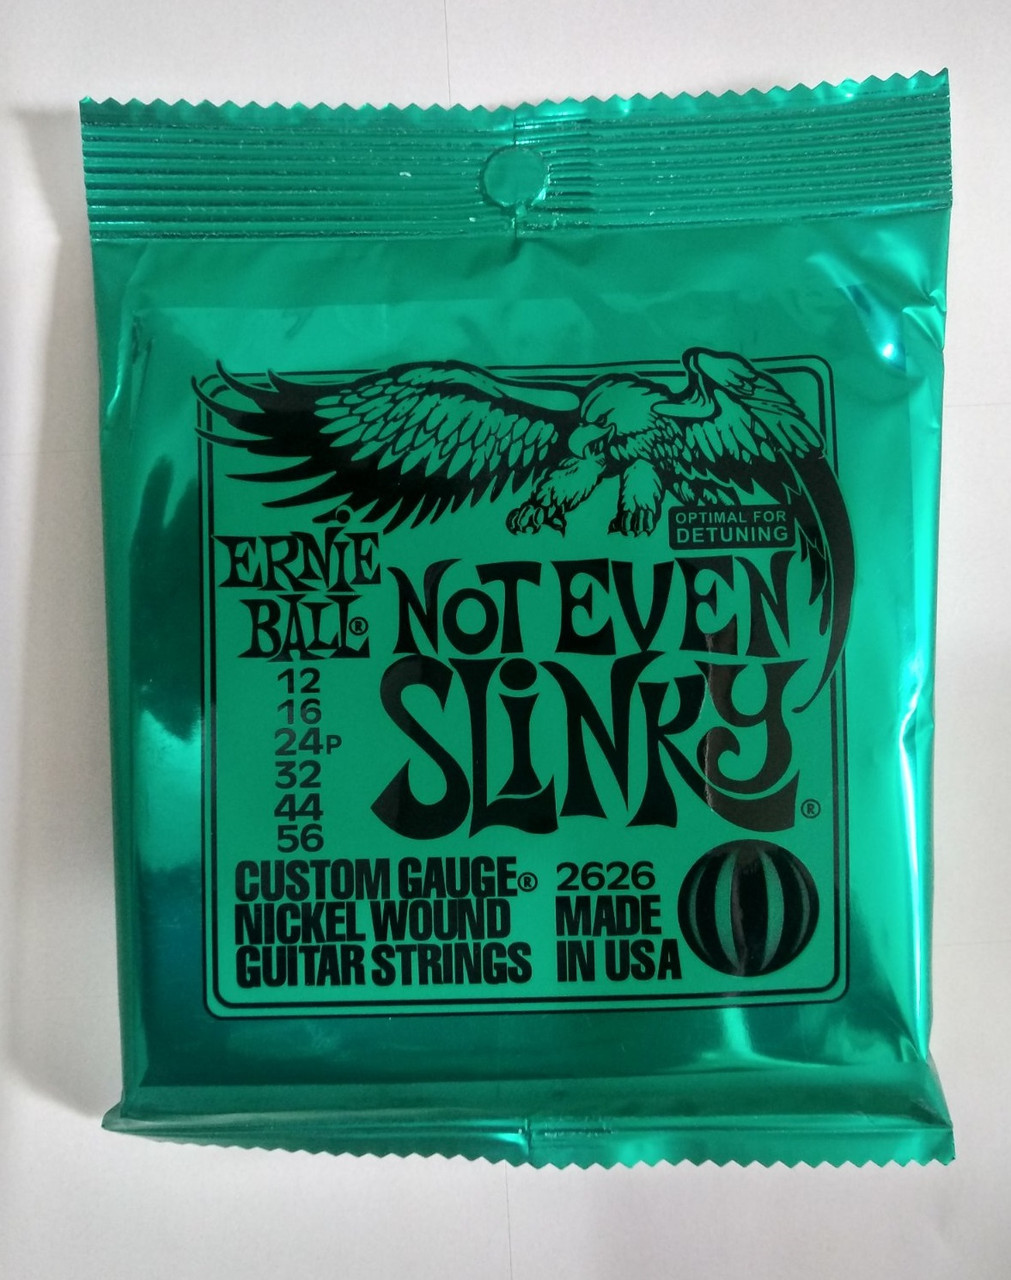 OPTIMAL FOR
DETUNING
ERNiE
BALL®
NOT EVEN
SLiNKY®
12
16
24P
32
44
56
CUSTOM GAUGE®
NICKEL WOUND
GUITAR STRINGS
2626
MADE
IN USA